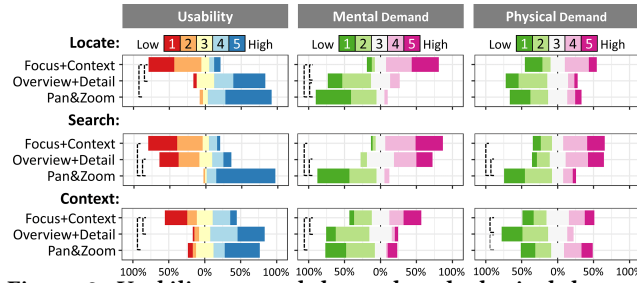 Usability Mental Demand Physical Demand
Locate: Low 1 2 3 4 5 High Low 1 2 3 4 5 High Low 1 2 3 4 5 High
Focus+Context
Overview+Detail
Pan&Zoom
Search:
Focus+Context
Overview+Detail
Pan&Zoom
Context:
Focus+Context
Overview+Detail
Pan&Zoom
100% 50% 0% 50% 100% 100% 50% 0% 50% 100% 100% 50% 0% 50% 100%